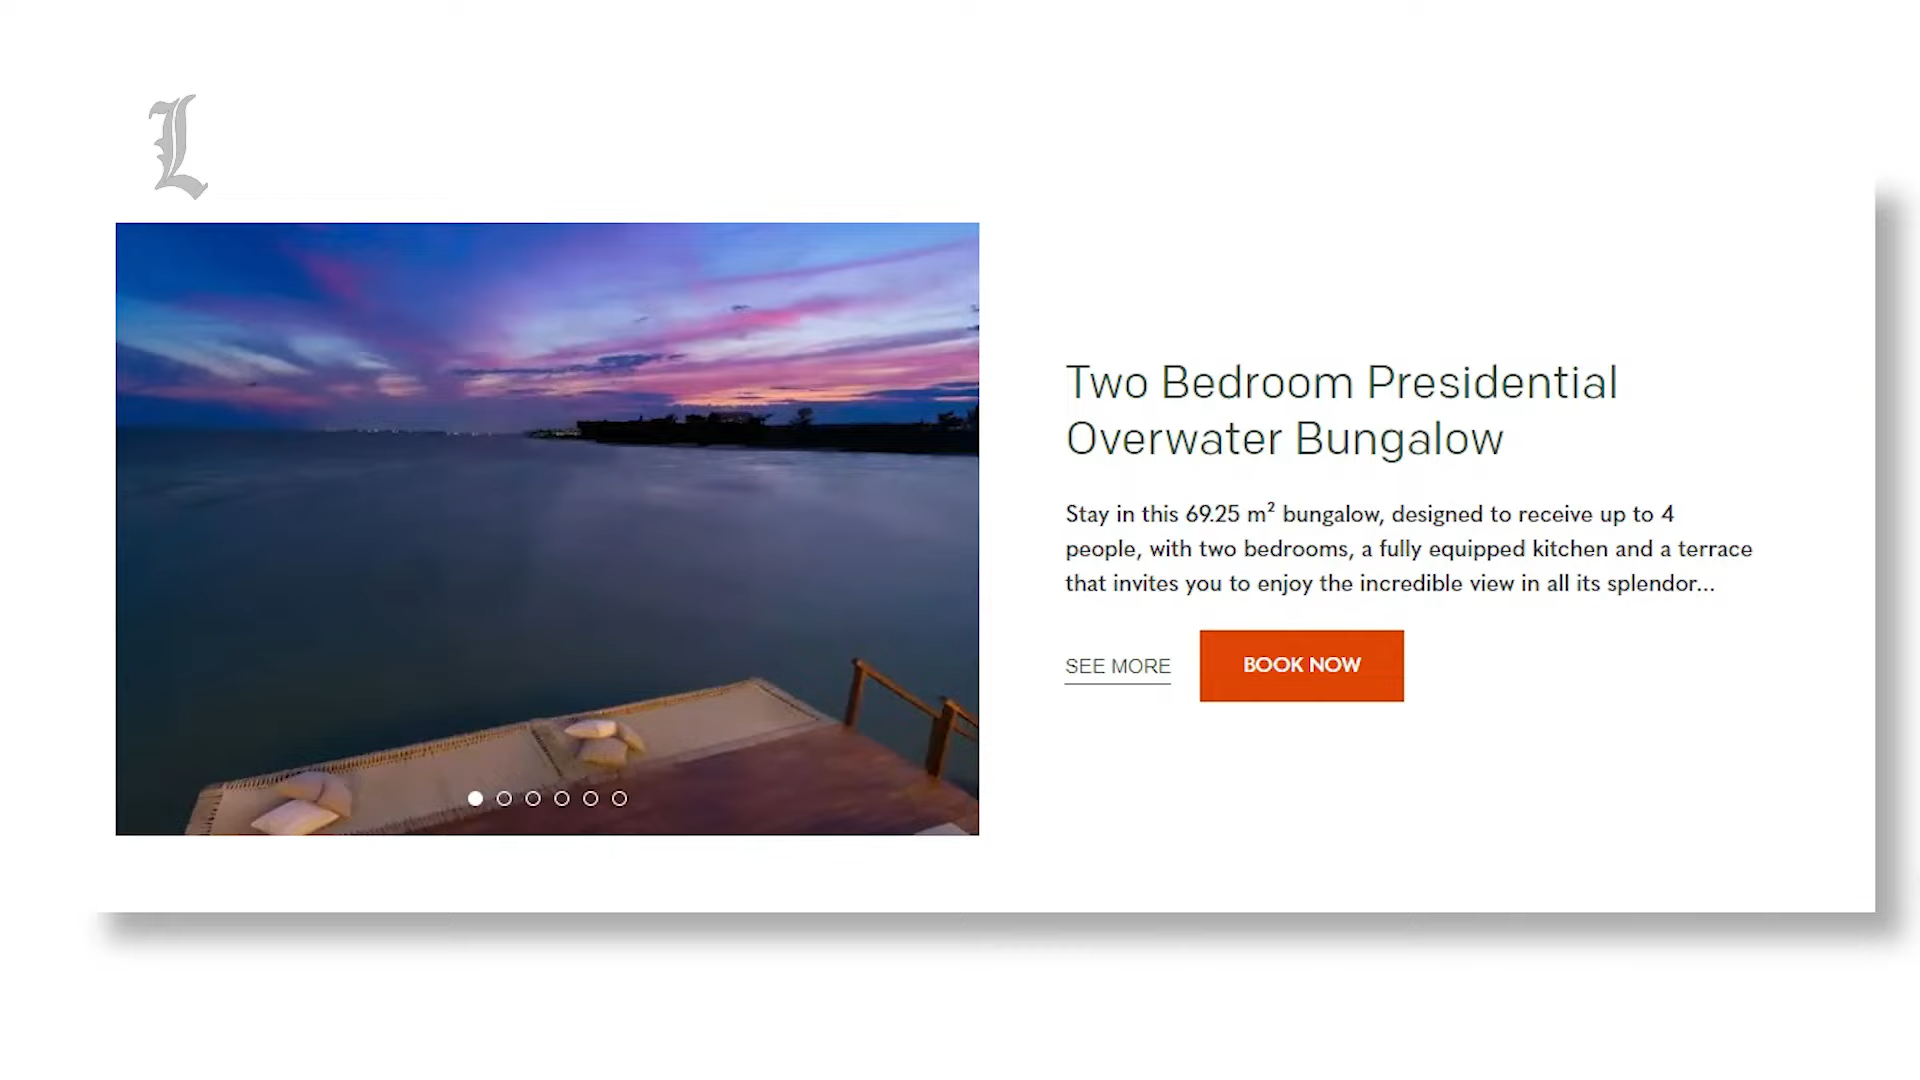 L
Two Bedroom Presidential
Overwater Bungalow
Stay in this 69.25 m² bungalow, designed to receive up to 4
people, with two bedrooms, a fully equipped kitchen and a terrace
that invites you to enjoy the incredible view in all its splendor...
SEE MORE
BOOK NOW